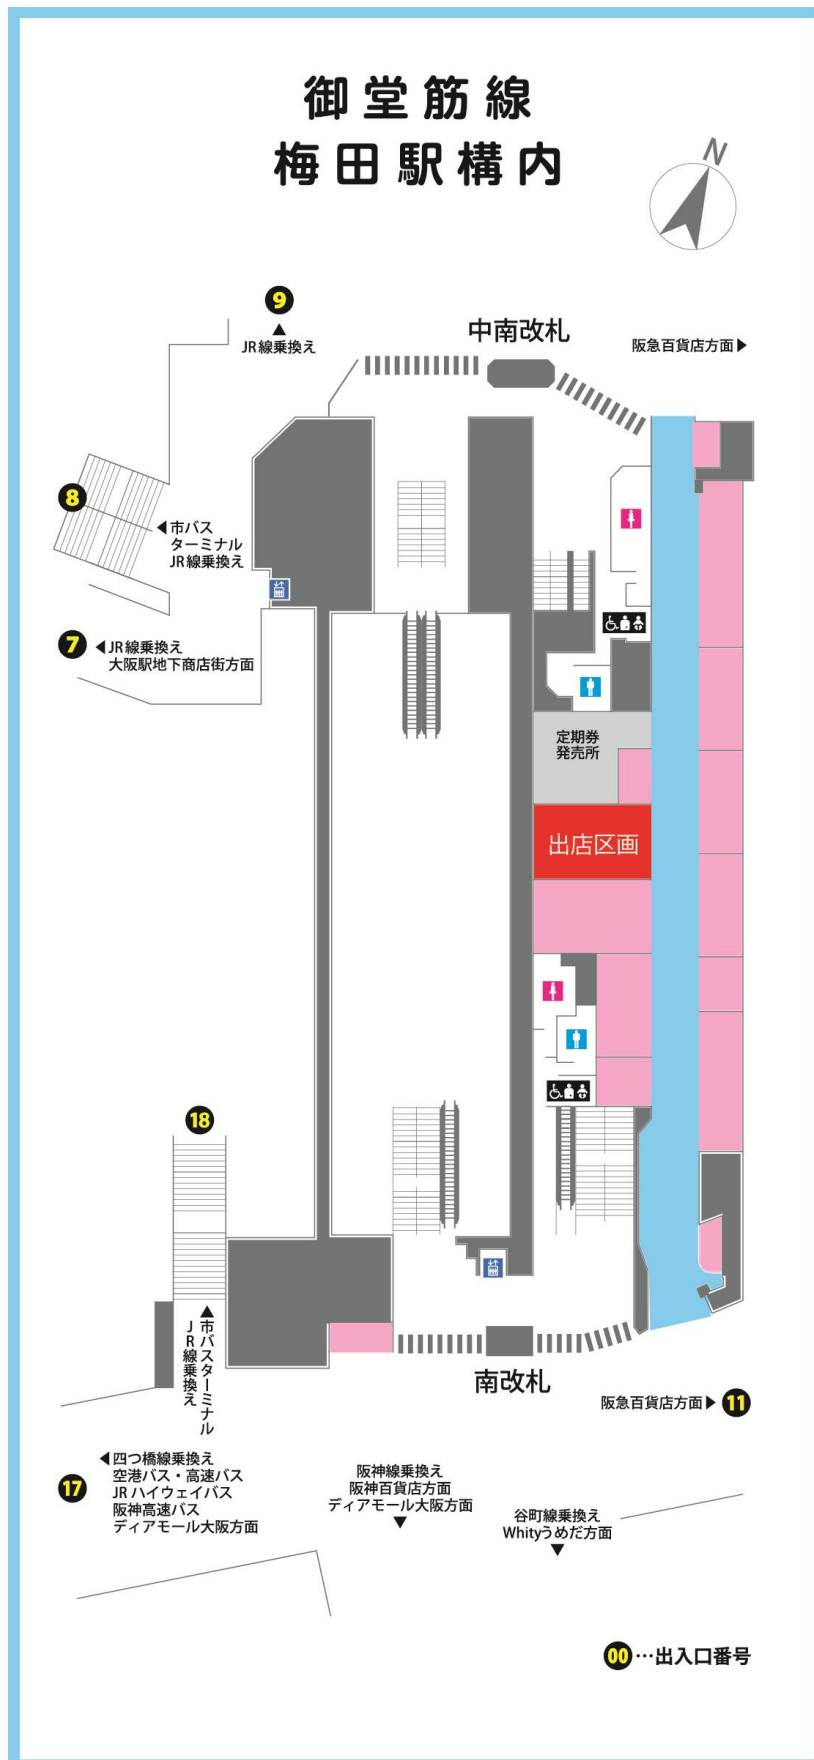 御堂筋線
梅田駅構内
N
9
JR線乗換え
中南改札
阪急百貨店方面▶
8
◀市バス
ターミナル
JR線乗換え
7
◀JR線乗換え
大阪駅地下商店街方面
定期券
発売所
出店区画
18
▲市バスターミナル
JR線乗換え
南改札
阪急百貨店方面▶ 11
17
◀四つ橋線乗換え
空港バス・高速バス
JRハイウェイバス
阪神高速バス
ディアモール大阪方面
阪神線乗換え
阪神百貨店方面
ディアモール大阪方面
▼
谷町線乗換え
Whityうめだ方面
▼
00…出入口番号